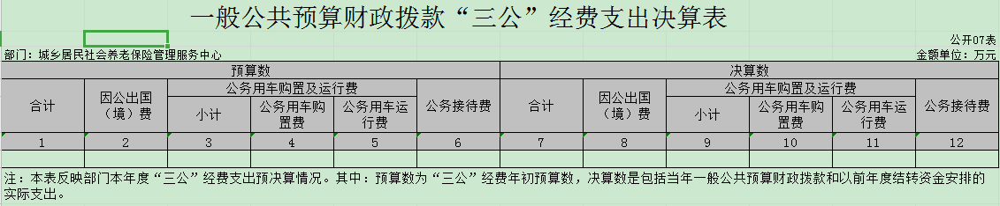 一般公共预算财政拨款“三公”经费支出决算表
公开07表
部门：城乡居民社会养老保险管理服务中心
金额单位：万元
预算数
决算数
合计
因公出国
（境）费
公务用车购置及运行费
公务接待费
合计
因公出国
（境）费
公务用车购置及运行费
公务接待费
小计
公务用车购
置费
公务用车运
行费
小计
公务用车购
置费
公务用车运
行费
1 2 3 4 5 6 7 8 9 10 11 12
注：本表反映部门本年度“三公”经费支出预决算情况。其中：预算数为“三公”经费年初预算数，决算数是包括当年一般公共预算财政拨款和以前年度结转资金安排的
实际支出。